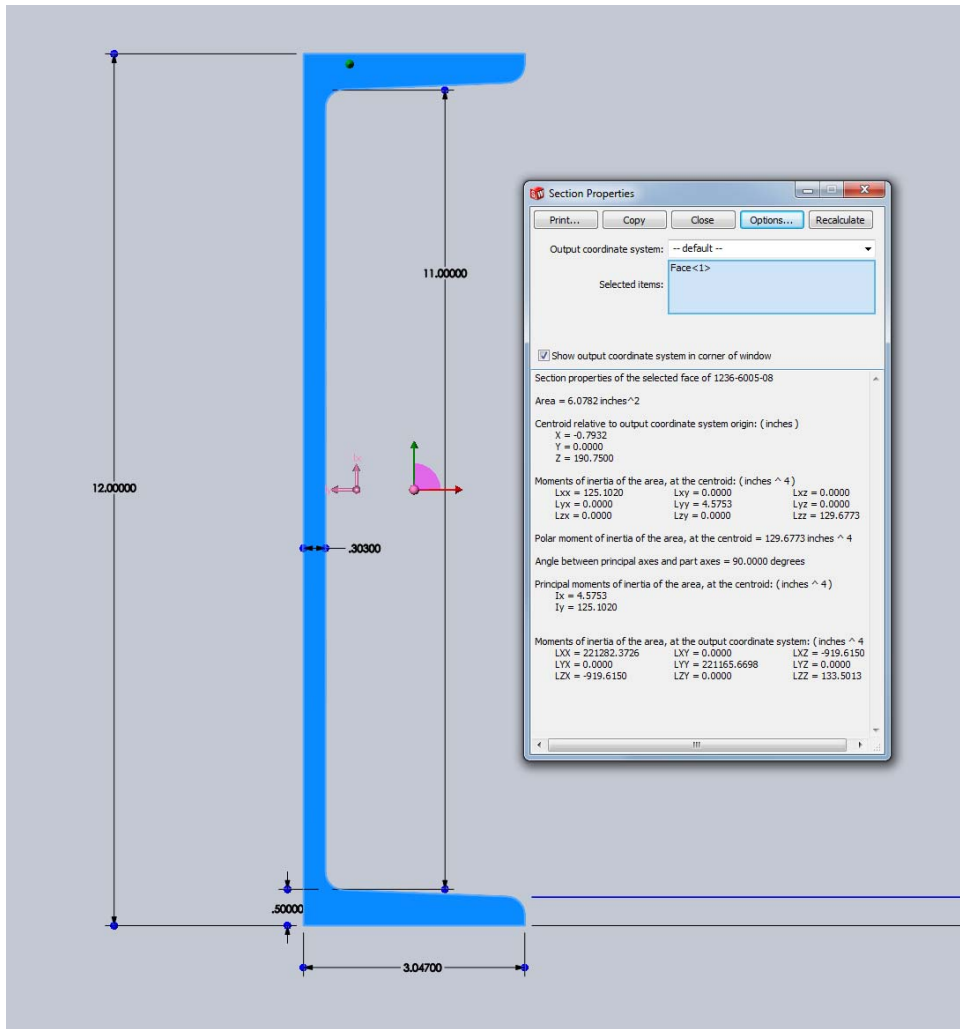 12.00000
11.00000
.30300
.50000
3.04700
Ix
Section Properties
Print...
Copy
Close
Options...
Recalculate
Output coordinate system:
-- default --
Selected items:
Face<1>
Show output coordinate system in corner of window
Section properties of the selected face of 1236-6005-08
Area = 6.0782 inches^2
Centroid relative to output coordinate system origin: ( inches )
X = -0.7932
Y = 0.0000
Z = 190.7500
Moments of inertia of the area, at the centroid: ( inches ^ 4 )
Lxx = 125.1020 Lxy = 0.0000 Lxz = 0.0000
Lyx = 0.0000 Lyy = 4.5753 Lyz = 0.0000
Lzx = 0.0000 Lzy = 0.0000 Lzz = 129.6773
Polar moment of inertia of the area, at the centroid = 129.6773 inches ^ 4
Angle between principal axes and part axes = 90.0000 degrees
Principal moments of inertia of the area, at the centroid: ( inches ^ 4 )
Ix = 4.5753
Iy = 125.1020
Moments of inertia of the area, at the output coordinate system: ( inches ^ 4
LXX = 221282.3726 LXY = 0.0000 LXZ = -919.6150
LYX = 0.0000 LYY = 221165.6698 LYZ = 0.0000
LZX = -919.6150 LZY = 0.0000 LZZ = 133.5013